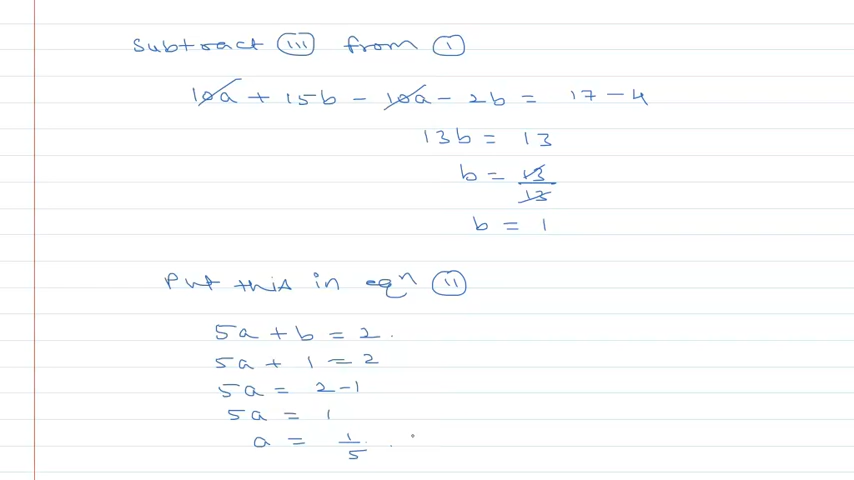 Subtract (iii) from (i)
10a + 15b - 10a - 2b = 17 - 4
13b = 13
b = 13/13
b = 1
Put this in eqn (ii)
5a + b = 2.
5a + 1 = 2
5a = 2 - 1
5a = 1
a = 1/5.